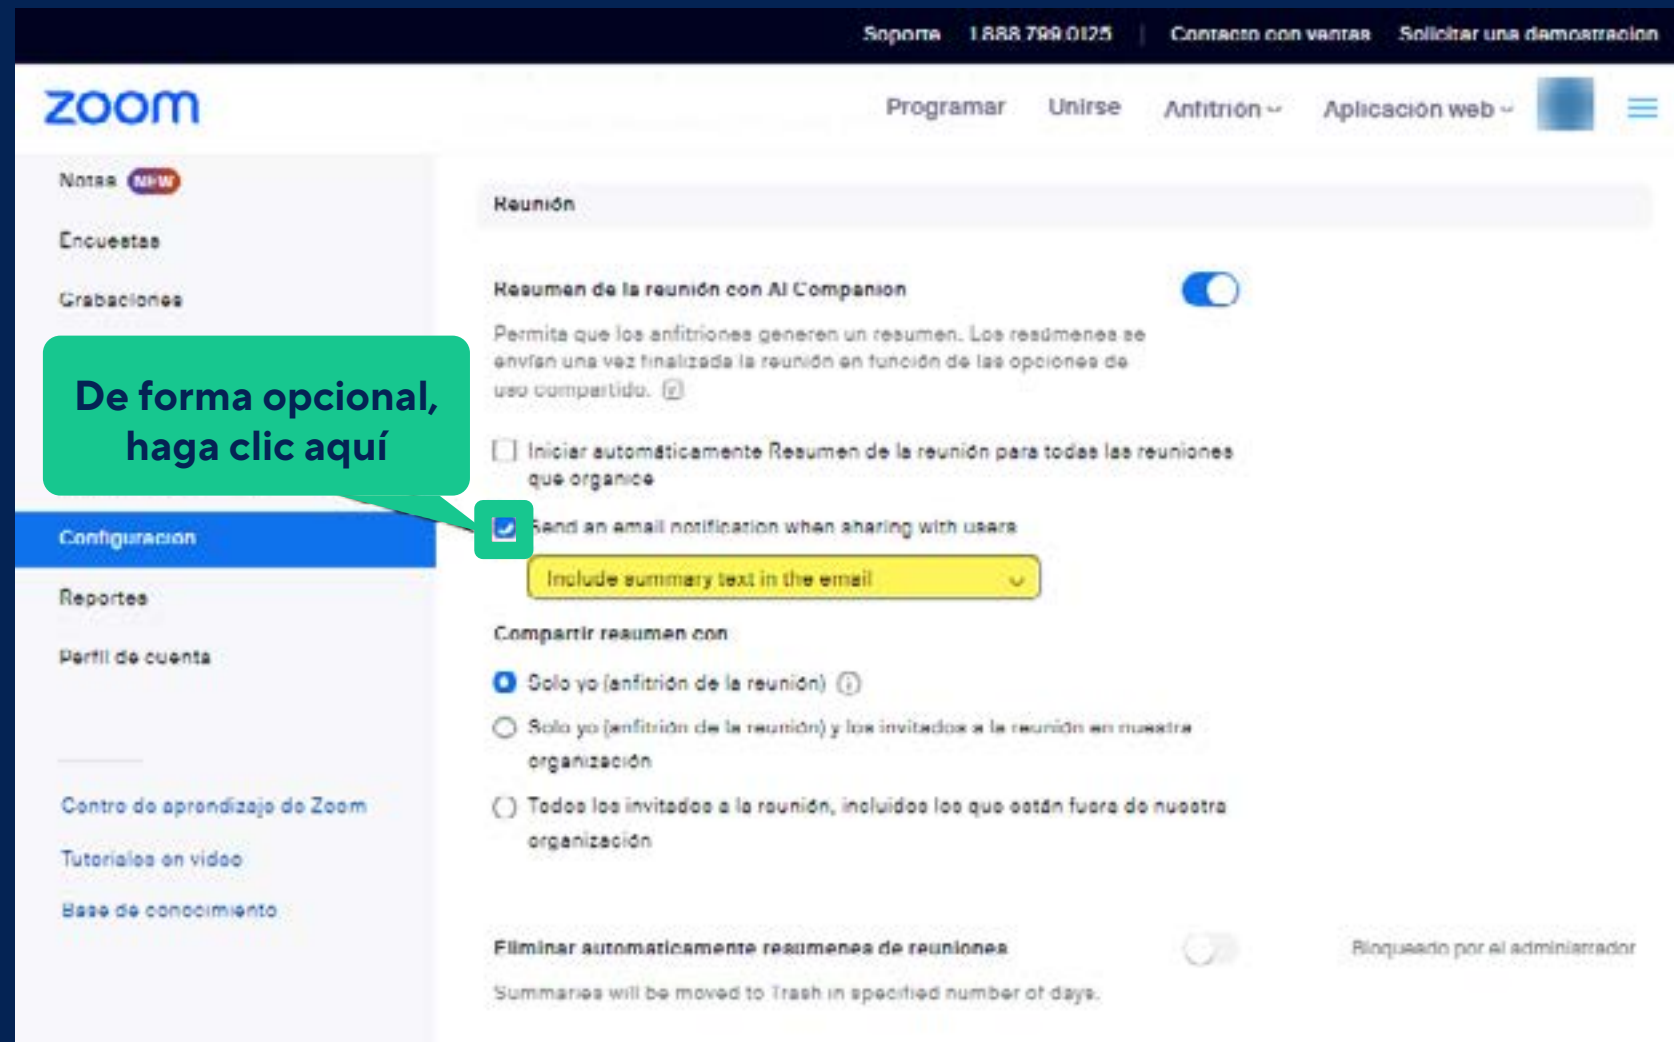 Soporte 1.888.799.0125 Contacto con ventas Solicitar una demostración
zoom
Programar Unirse Anfitrión Aplicación web
Notas NEW
Encuestas
Grabaciones
De forma opcional,
haga clic aquí
Configuración
Reportes
Perfil de cuenta
Centro de aprendizaje de Zoom
Tutoriales en video
Base de conocimiento
Reunión
Resumen de la reunión con AI Companion
Permita que los anfitriones generen un resumen. Los resúmenes se
envían una vez finalizada la reunión en función de las opciones de
uso compartido.
Iniciar automáticamente Resumen de la reunión para todas las reuniones
que organice
Send an email notification when sharing with users
Include summary text in the email
Compartir resumen con
Solo yo (anfitrión de la reunión)
Solo yo (anfitrión de la reunión) y los invitados a la reunión en nuestra
organización
Todos los invitados a la reunión, incluidos los que están fuera de nuestra
organización
Eliminar automáticamente resúmenes de reuniones
Bloqueado por el administrador
Summaries will be moved to Trash in specified number of days.